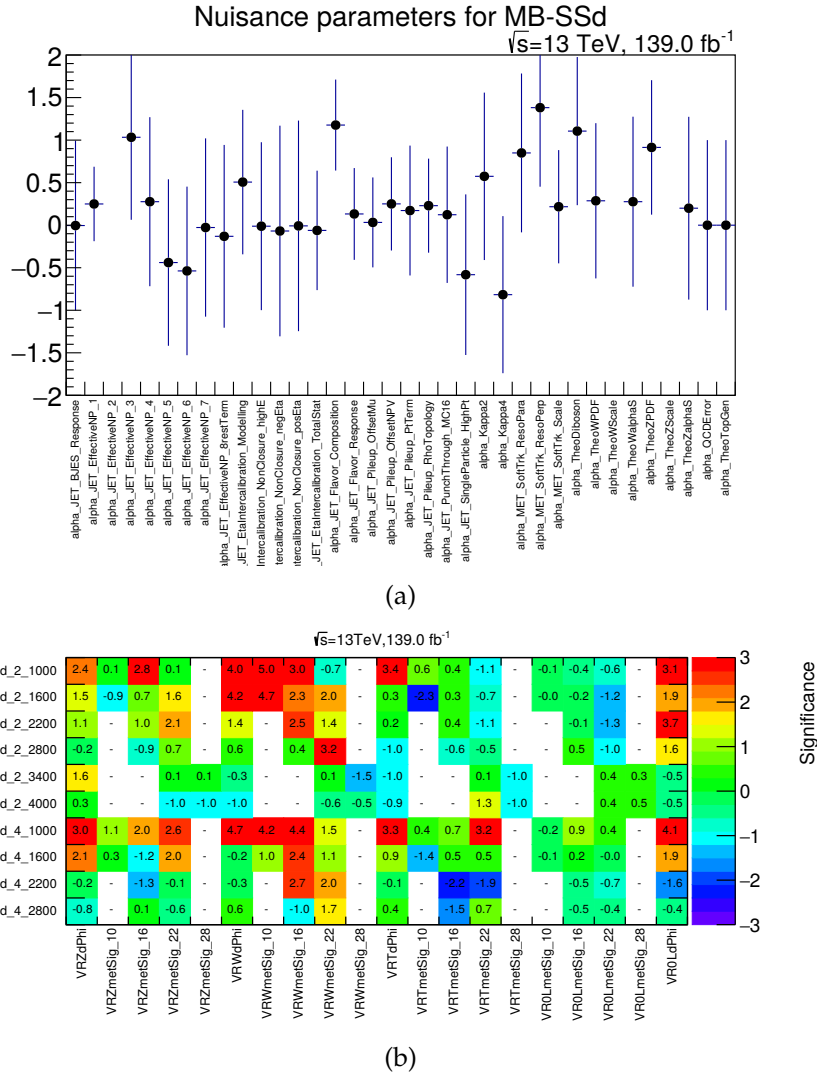 Nuisance parameters for MB-SSd
√s=13 TeV, 139.0 fb⁻¹
2
1.5
1
0.5
0
−0.5
−1
−1.5
−2
alpha_JET_BJES_Response
alpha_JET_EffectiveNP_1
alpha_JET_EffectiveNP_2
alpha_JET_EffectiveNP_3
alpha_JET_EffectiveNP_4
alpha_JET_EffectiveNP_5
alpha_JET_EffectiveNP_6
alpha_JET_EffectiveNP_7
alpha_JET_EffectiveNP_8restTerm
_JET_EtaIntercalibration_Modelling
Intercalibration_NonClosure_highE
ntercalibration_NonClosure_negEta
ntercalibration_NonClosure_posEta
_JET_EtaIntercalibration_TotalStat
alpha_JET_Flavor_Composition
alpha_JET_Flavor_Response
alpha_JET_Pileup_OffsetMu
alpha_JET_Pileup_OffsetNPV
alpha_JET_Pileup_PtTerm
alpha_JET_Pileup_RhoTopology
alpha_JET_PunchThrough_MC16
alpha_JET_SingleParticle_HighPt
alpha_Kappa2
alpha_Kappa4
alpha_MET_SoftTrk_ResoPara
alpha_MET_SoftTrk_ResoPerp
alpha_MET_SoftTrk_Scale
alpha_TheoDiboson
alpha_TheoWPDF
alpha_TheoWScale
alpha_TheoWalphaS
alpha_TheoZPDF
alpha_TheoZScale
alpha_TheoZalphaS
alpha_QCDError
alpha_TheoTopGen
(a)
√s=13TeV,139.0 fb⁻¹
d_2_1000 2.4 0.1 2.8 0.1 - 4.0 5.0 3.0 -0.7 - 3.4 0.6 0.4 -1.1 - -0.1 -0.4 -0.6 - 3.1
d_2_1600 1.5 -0.9 0.7 1.6 - 4.2 4.7 2.3 2.0 - 0.3 -2.3 0.3 -0.7 - -0.0 -0.2 -1.2 - 1.9
d_2_2200 1.1 - 1.0 2.1 - 1.4 - 2.5 1.4 - 0.2 - 0.4 -1.1 - - -0.1 -1.3 - 3.7
d_2_2800 -0.2 - -0.9 0.7 - 0.6 - 0.4 3.2 - -1.0 - -0.6 -0.5 - - 0.5 -1.0 - 1.6
d_2_3400 1.6 - - 0.1 0.1 -0.3 - - 0.1 -1.5 -1.0 - - 0.1 -1.0 - - 0.4 0.3 -0.5
d_2_4000 0.3 - - -1.0 -1.0 -1.0 - - -0.6 -0.5 -0.9 - - 1.3 -1.0 - - 0.4 0.5 -0.5
d_4_1000 3.0 1.1 2.0 2.6 - 4.7 4.2 4.4 1.5 - 3.3 0.4 0.7 3.2 - -0.2 0.9 0.4 - 4.1
d_4_1600 2.1 0.3 -1.2 2.0 - -0.2 1.0 2.4 1.1 - 0.9 -1.4 0.5 0.5 - -0.1 0.2 -0.0 - 1.9
d_4_2200 -0.2 - -1.3 -0.1 - -0.3 - 2.7 2.0 - -0.1 - -2.2 -1.9 - - -0.5 -0.7 - -1.6
d_4_2800 -0.8 - 0.1 -0.6 - 0.6 - -1.0 1.7 - 0.4 - -1.5 0.7 - - -0.5 -0.4 - -0.4
VRZdPhi
VRZmetSig_10
VRZmetSig_16
VRZmetSig_22
VRZmetSig_28
VRWdPhi
VRWmetSig_10
VRWmetSig_16
VRWmetSig_22
VRWmetSig_28
VRTdPhi
VRTmetSig_10
VRTmetSig_16
VRTmetSig_22
VRTmetSig_28
VR0LmetSig_10
VR0LmetSig_16
VR0LmetSig_22
VR0LmetSig_28
VR0LdPhi
3
2
1
0
−1
−2
−3
Significance
(b)